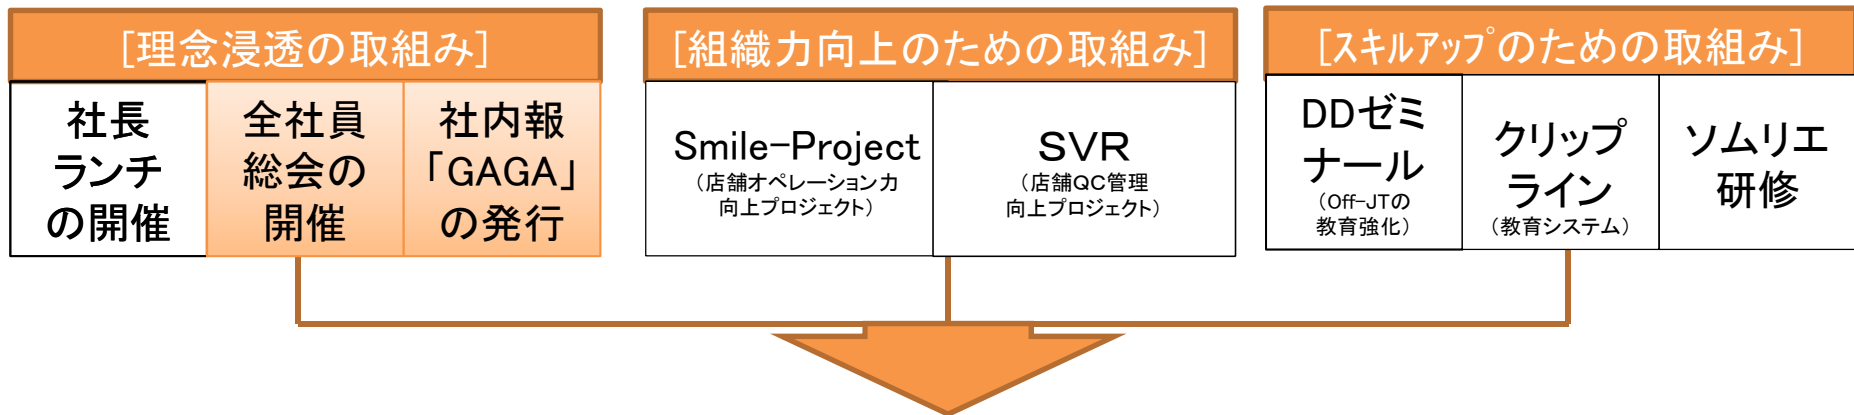 [理念浸透の取組み]
社長
ランチ
の開催
全社員
総会の
開催
社内報
「GAGA」
の発行
[組織力向上のための取組み]
Smile-Project
（店舗オペレーション力
向上プロジェクト）
SVR
（店舗QC管理
向上プロジェクト）
[スキルアップのための取組み]
DDゼミ
ナール
（Off-JTの
教育強化）
クリップ
ライン
（教育システム）
ソムリエ
研修